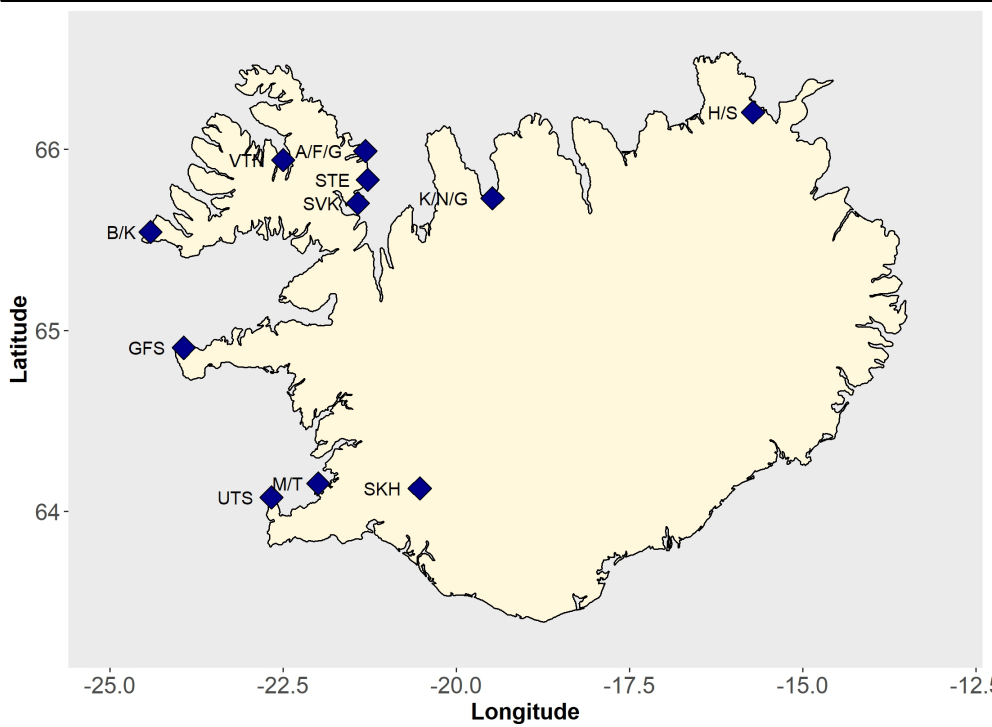 H/S
66
A/F/G
VTN
STE
SVK
K/N/G
B/K
65
GFS
Latitude
M/T
SKH
UTS
64
-25.0
-22.5
-20.0
-17.5
-15.0
-12.5
Longitude